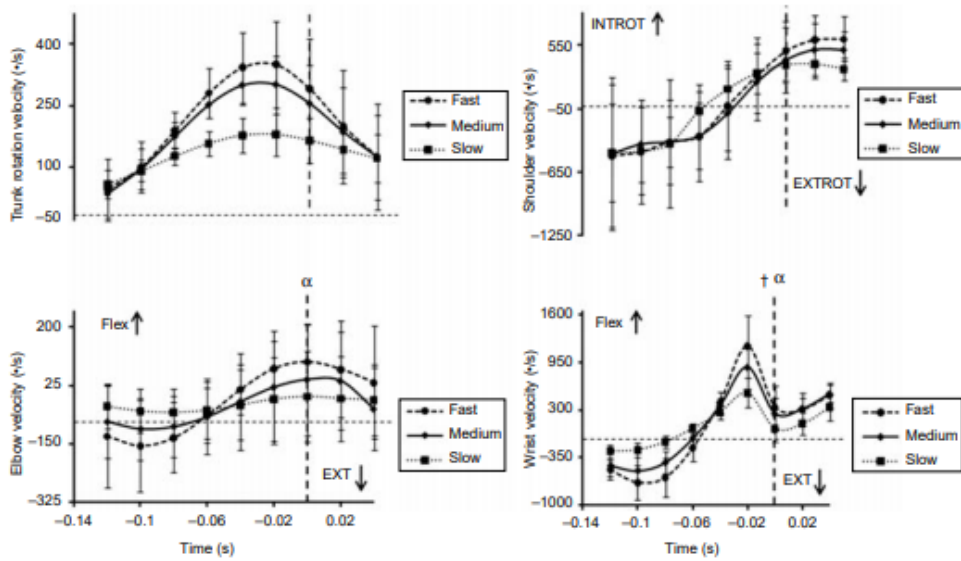 400
250
100
−50
Trunk rotation velocity (•/s)
Fast
Medium
Slow
INTROT
550
−50
−650
−1250
Shoulder velocity (•/s)
EXTROT
Fast
Medium
Slow
α
Flex
200
25
−150
−325
Elbow velocity (•/s)
EXT
Fast
Medium
Slow
−0.14
−0.1
−0.06
−0.02
0.02
Time (s)
† α
Flex
1600
950
300
−350
−1000
Wrist velocity (•/s)
EXT
Fast
Medium
Slow
−0.14
−0.1
−0.06
−0.02
0.02
Time (s)